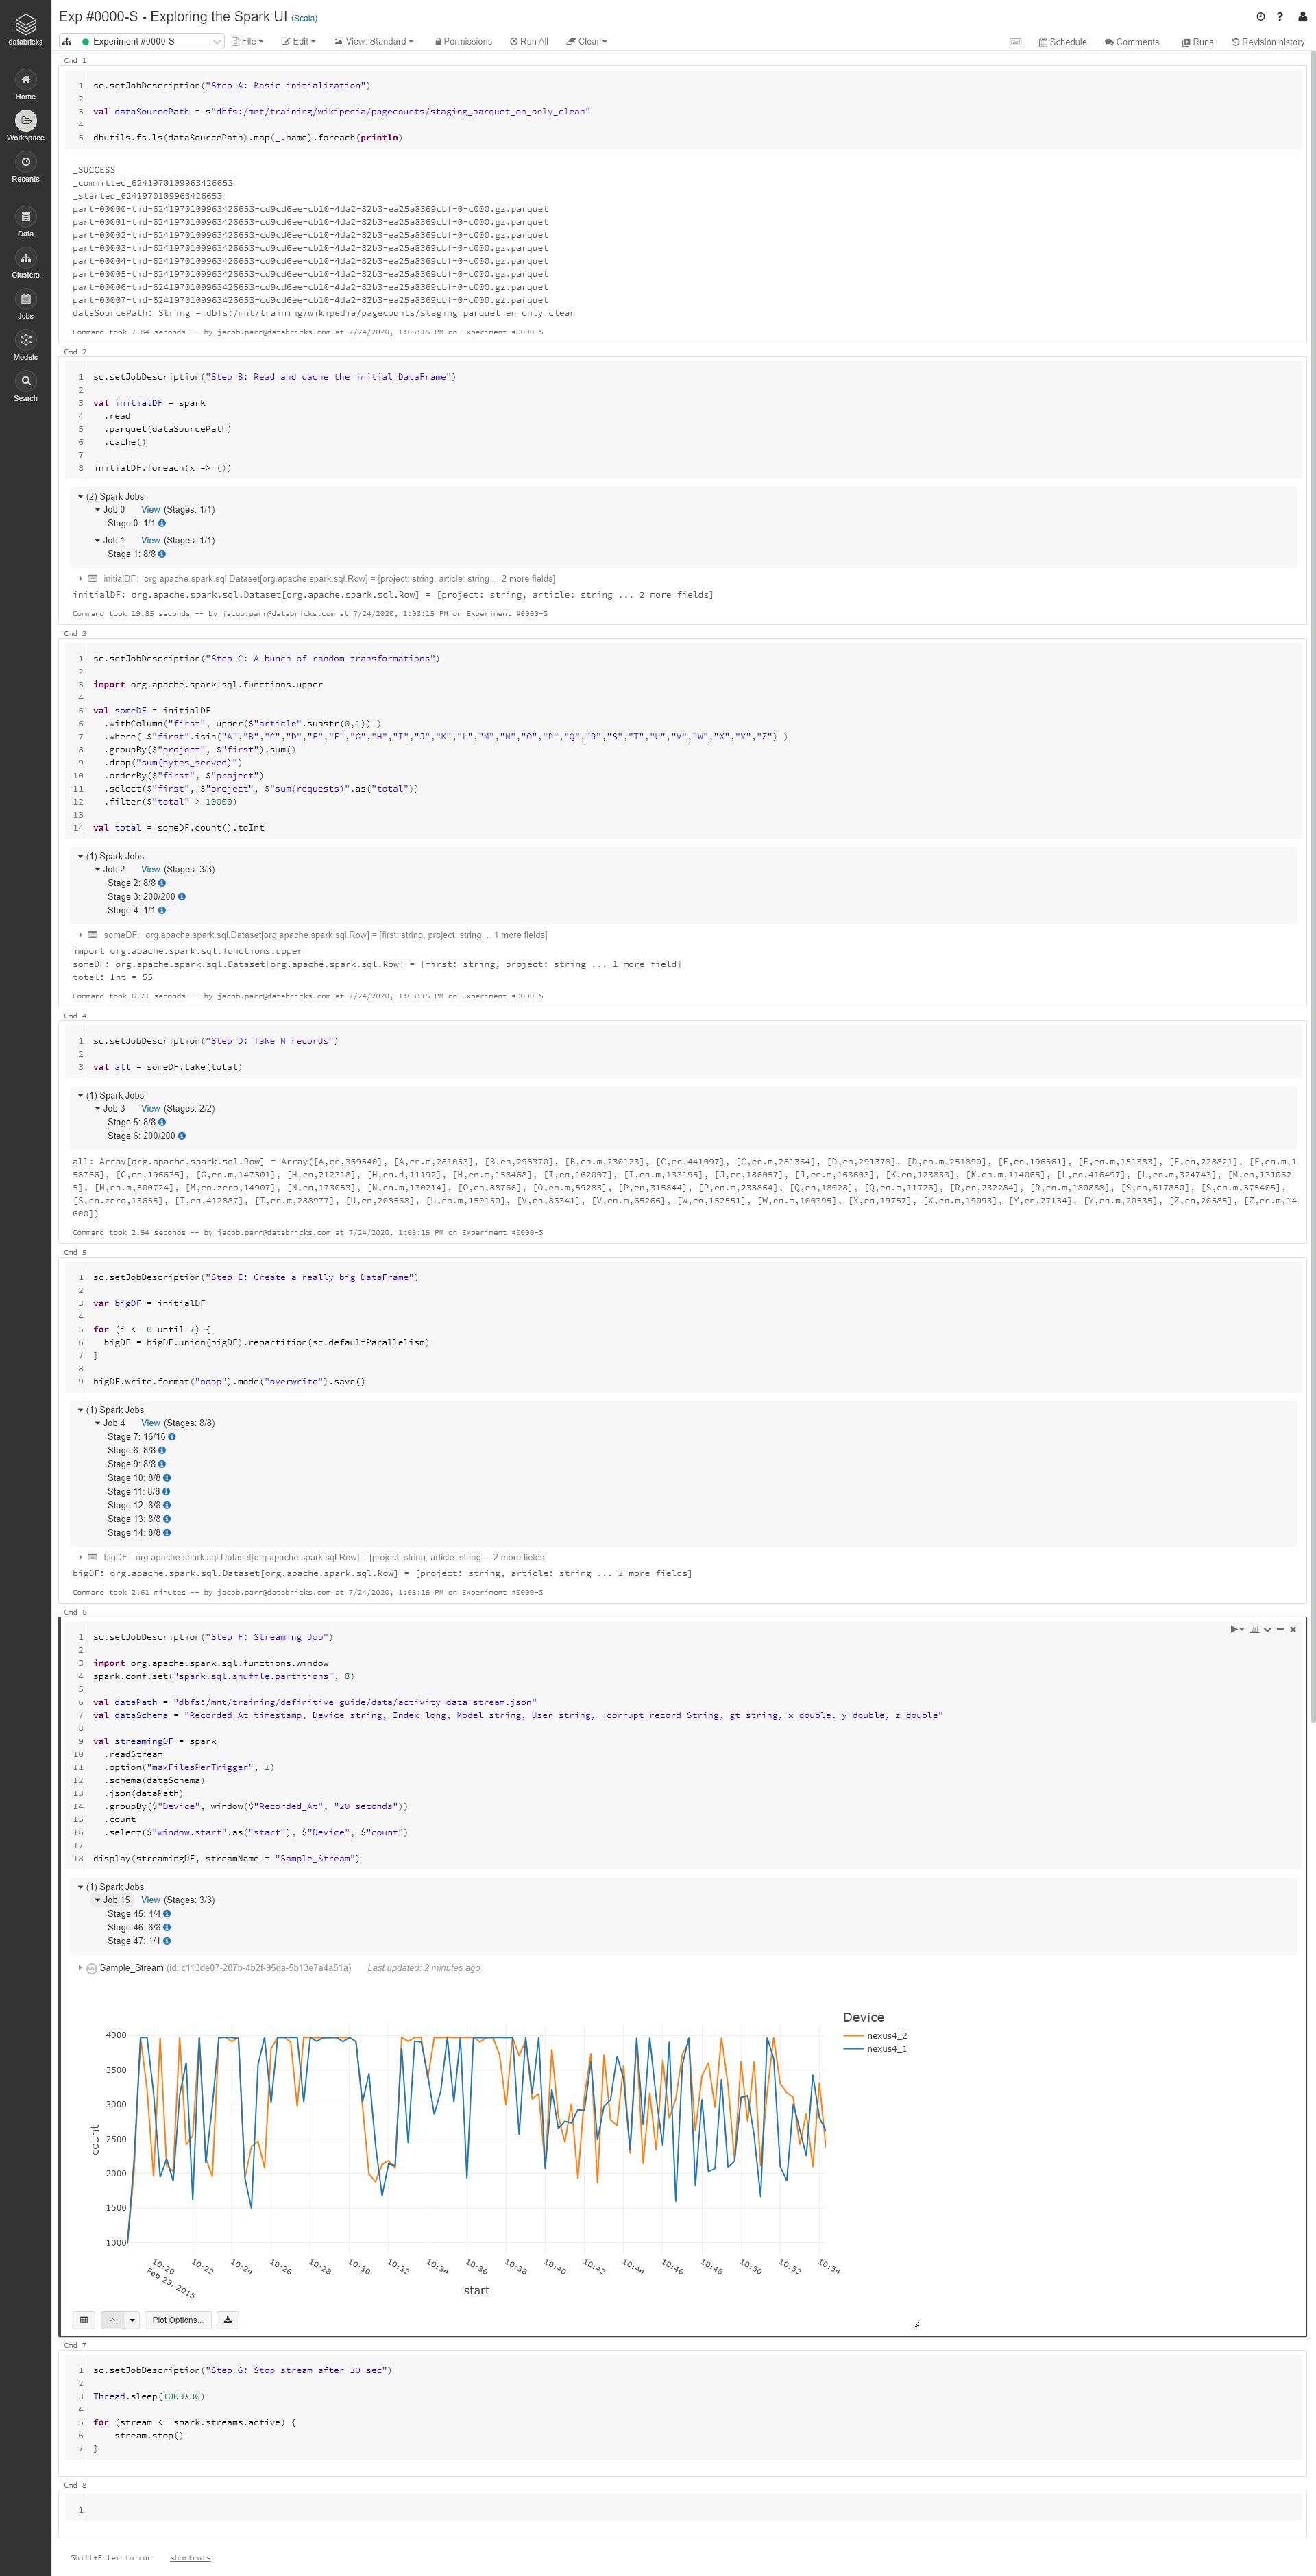 databricks
Home
Workspace
Recents
Data
Clusters
Jobs
Models
Search
Exp #0000-S - Exploring the Spark UI (Scala)
Experiment #0000-S
File
Edit
View: Standard
Permissions
Run All
Clear
Schedule
Comments
Runs
Revision history
Cmd 1
1 sc.setJobDescription("Step A: Basic initialization")
2
3 val dataSourcePath = s"dbfs:/mnt/training/wikipedia/pagecounts/staging_parquet_en_only_clean"
4
5 dbutils.fs.ls(dataSourcePath).map(_.name).foreach(println)
_SUCCESS
_committed_6241970109963426653
_started_6241970109963426653
part-00000-tid-6241970109963426653-cd9cd6ee-cb10-4da2-82b3-ea25a8369cbf-0-c000.gz.parquet
part-00001-tid-6241970109963426653-cd9cd6ee-cb10-4da2-82b3-ea25a8369cbf-0-c000.gz.parquet
part-00002-tid-6241970109963426653-cd9cd6ee-cb10-4da2-82b3-ea25a8369cbf-0-c000.gz.parquet
part-00003-tid-6241970109963426653-cd9cd6ee-cb10-4da2-82b3-ea25a8369cbf-0-c000.gz.parquet
part-00004-tid-6241970109963426653-cd9cd6ee-cb10-4da2-82b3-ea25a8369cbf-0-c000.gz.parquet
part-00005-tid-6241970109963426653-cd9cd6ee-cb10-4da2-82b3-ea25a8369cbf-0-c000.gz.parquet
part-00006-tid-6241970109963426653-cd9cd6ee-cb10-4da2-82b3-ea25a8369cbf-0-c000.gz.parquet
part-00007-tid-6241970109963426653-cd9cd6ee-cb10-4da2-82b3-ea25a8369cbf-0-c000.gz.parquet
dataSourcePath: String = dbfs:/mnt/training/wikipedia/pagecounts/staging_parquet_en_only_clean
Command took 7.84 seconds -- by jacob.parr@databricks.com at 7/24/2020, 1:03:15 PM on Experiment #0000-S
Cmd 2
1 sc.setJobDescription("Step B: Read and cache the initial DataFrame")
2
3 val initialDF = spark
4 .read
5 .parquet(dataSourcePath)
6 .cache()
7
8 initialDF.foreach(x => ())
(2) Spark Jobs
Job 0 View (Stages: 1/1)
Stage 0: 1/1
Job 1 View (Stages: 1/1)
Stage 1: 8/8
initialDF: org.apache.spark.sql.Dataset[org.apache.spark.sql.Row] = [project: string, article: string ... 2 more fields]
initialDF: org.apache.spark.sql.Dataset[org.apache.spark.sql.Row] = [project: string, article: string ... 2 more fields]
Command took 19.85 seconds -- by jacob.parr@databricks.com at 7/24/2020, 1:03:15 PM on Experiment #0000-S
Cmd 3
1 sc.setJobDescription("Step C: A bunch of random transformations")
2
3 import org.apache.spark.sql.functions.upper
4
5 val someDF = initialDF
6 .withColumn("first", upper($"article".substr(0,1)) )
7 .where( $"first".isin("A","B","C","D","E","F","G","H","I","J","K","L","M","N","O","P","Q","R","S","T","U","V","W","X","Y","Z") )
8 .groupBy($"project", $"first").sum()
9 .drop("sum(bytes_served)")
10 .orderBy($"first", $"project")
11 .select($"first", $"project", $"sum(requests)".as("total"))
12 .filter($"total" > 10000)
13
14 val total = someDF.count().toInt
(1) Spark Jobs
Job 2 View (Stages: 3/3)
Stage 2: 8/8
Stage 3: 200/200
Stage 4: 1/1
someDF: org.apache.spark.sql.Dataset[org.apache.spark.sql.Row] = [first: string, project: string ... 1 more fields]
import org.apache.spark.sql.functions.upper
someDF: org.apache.spark.sql.Dataset[org.apache.spark.sql.Row] = [first: string, project: string ... 1 more field]
total: Int = 55
Command took 6.21 seconds -- by jacob.parr@databricks.com at 7/24/2020, 1:03:15 PM on Experiment #0000-S
Cmd 4
1 sc.setJobDescription("Step D: Take N records")
2
3 val all = someDF.take(total)
(1) Spark Jobs
Job 3 View (Stages: 2/2)
Stage 5: 8/8
Stage 6: 200/200
all: Array[org.apache.spark.sql.Row] = Array([A,en,369540], [A,en.m,281053], [B,en,298370], [B,en.m,230123], [C,en,441097], [C,en.m,281364], [D,en,291378], [D,en.m,251890], [E,en,196561], [E,en.m,151383], [F,en,228821], [F,en.m,1
58766], [G,en,196635], [G,en.m,147301], [H,en,212318], [H,en.d,11192], [H,en.m,158468], [I,en,162007], [I,en.m,133195], [J,en,186057], [J,en.m,163603], [K,en,123833], [K,en.m,114065], [L,en,416497], [L,en.m,324743], [M,en,131062
5], [M,en.m,500724], [M,en.zero,14907], [N,en,173053], [N,en.m,130214], [O,en,88766], [O,en.m,59283], [P,en,315844], [P,en.m,233864], [Q,en,18028], [Q,en.m,11726], [R,en,232284], [R,en.m,180888], [S,en,617850], [S,en.m,375405],
[S,en.zero,13655], [T,en,412887], [T,en.m,288977], [U,en,208568], [U,en.m,150150], [V,en,86341], [V,en.m,65266], [W,en,152551], [W,en.m,100395], [X,en,19757], [X,en.m,19093], [Y,en,27134], [Y,en.m,20535], [Z,en,20585], [Z,en.m,14
600])
Command took 2.54 seconds -- by jacob.parr@databricks.com at 7/24/2020, 1:03:15 PM on Experiment #0000-S
Cmd 5
1 sc.setJobDescription("Step E: Create a really big DataFrame")
2
3 var bigDF = initialDF
4
5 for (i <- 0 until 7) {
6 bigDF = bigDF.union(bigDF).repartition(sc.defaultParallelism)
7 }
8
9 bigDF.write.format("noop").mode("overwrite").save()
(1) Spark Jobs
Job 4 View (Stages: 8/8)
Stage 7: 16/16
Stage 8: 8/8
Stage 9: 8/8
Stage 10: 8/8
Stage 11: 8/8
Stage 12: 8/8
Stage 13: 8/8
Stage 14: 8/8
bigDF: org.apache.spark.sql.Dataset[org.apache.spark.sql.Row] = [project: string, article: string ... 2 more fields]
bigDF: org.apache.spark.sql.Dataset[org.apache.spark.sql.Row] = [project: string, article: string ... 2 more fields]
Command took 2.61 minutes -- by jacob.parr@databricks.com at 7/24/2020, 1:03:15 PM on Experiment #0000-S
Cmd 6
1 sc.setJobDescription("Step F: Streaming Job")
2
3 import org.apache.spark.sql.functions.window
4 spark.conf.set("spark.sql.shuffle.partitions", 8)
5
6 val dataPath = "dbfs:/mnt/training/definitive-guide/data/activity-data-stream.json"
7 val dataSchema = "Recorded_At timestamp, Device string, Index long, Model string, User string, _corrupt_record String, gt string, x double, y double, z double"
8
9 val streamingDF = spark
10 .readStream
11 .option("maxFilesPerTrigger", 1)
12 .schema(dataSchema)
13 .json(dataPath)
14 .groupBy($"Device", window($"Recorded_At", "20 seconds"))
15 .count
16 .select($"window.start".as("start"), $"Device", $"count")
17
18 display(streamingDF, streamName = "Sample_Stream")
(1) Spark Jobs
Job 15 View (Stages: 3/3)
Stage 45: 4/4
Stage 46: 8/8
Stage 47: 1/1
Sample_Stream (id: c113de07-287b-4b2f-95da-5b13e7a4a51a) Last updated: 2 minutes ago
Device
nexus4_2
nexus4_1
4000
3500
3000
2500
2000
1500
1000
count
10:20
10:22
10:24
10:26
10:28
10:30
10:32
10:34
10:36
10:38
10:40
10:42
10:44
10:46
10:48
10:50
10:52
10:54
Feb 23, 2015
start
Plot Options...
Cmd 7
1 sc.setJobDescription("Step G: Stop stream after 30 sec")
2
3 Thread.sleep(1000*30)
4
5 for (stream <- spark.streams.active) {
6 stream.stop()
7 }
Cmd 8
1
Shift+Enter to run shortcuts